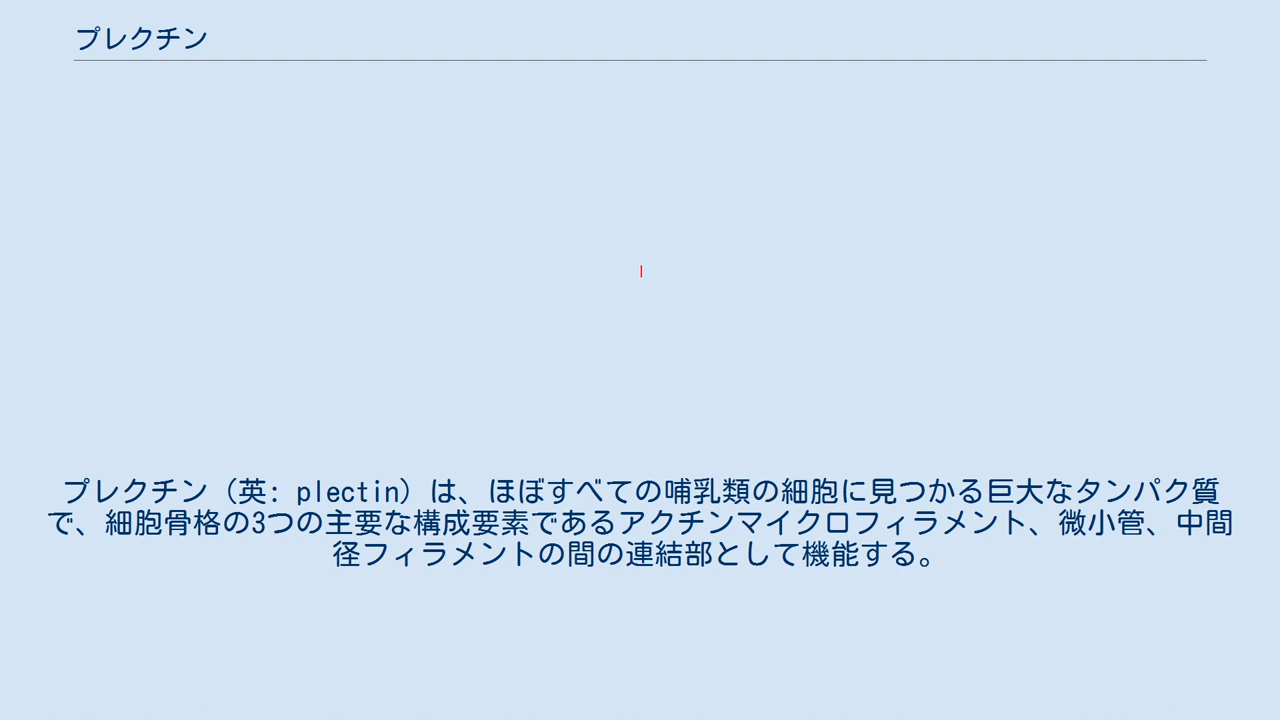 プレクチン
プレクチン（英: plectin）は、ほぼすべての哺乳類の細胞に見つかる巨大なタンパク質
で、細胞骨格の3つの主要な構成要素であるアクチンマイクロフィラメント、微小管、中間
径フィラメントの間の連結部として機能する。